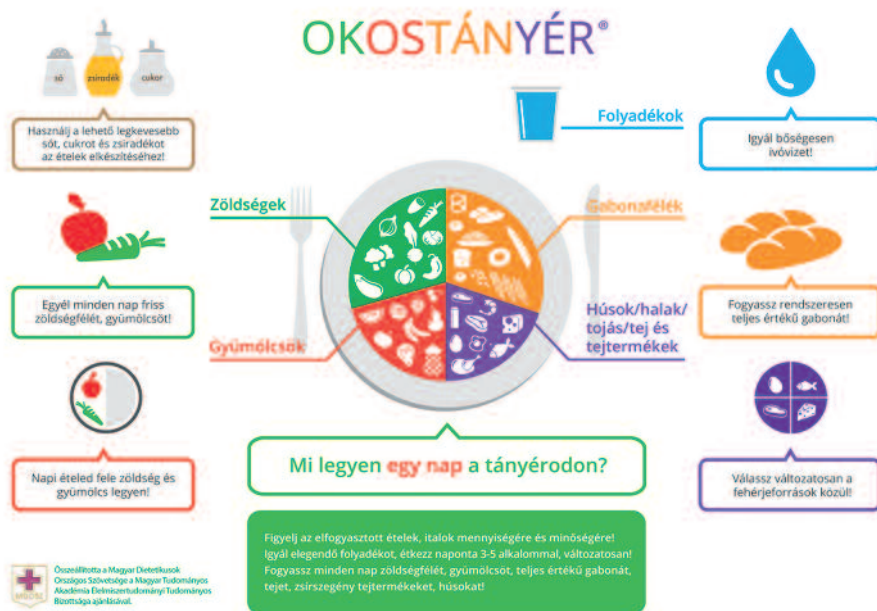 OKOSTÁNYÉR®
só
zsiradék
cukor
Használj a lehető legkevesebb
sót, cukrot és zsiradékot
az ételek elkészítéséhez!
Folyadékok
Igyál bőségesen
ivóvizet!
Zöldségek
Gabonafélék
Egyél minden nap friss
zöldségfélét, gyümölcsöt!
Fogyassz rendszeresen
teljes értékű gabonát!
Gyümölcsök
Húsok/halak/
tojás/tej és
tejtermékek
Napi ételed fele zöldség és
gyümölcs legyen!
Válassz változatosan a
fehérjeforrások közül!
Mi legyen egy nap a tányérodon?
Figyelj az elfogyasztott ételek, italok mennyiségére és minőségére!
Igyál elegendő folyadékot, étkezz naponta 3-5 alkalommal, változatosan!
Fogyassz minden nap zöldségfélét, gyümölcsöt, teljes értékű gabonát,
tejet, zsírszegény tejtermékeket, húsokat!
MDOSZ
Összeállította a Magyar Dietetikusok
Országos Szövetsége a Magyar Tudományos
Akadémia Élelmiszertudományi Tudományos
Bizottsága ajánlásával.